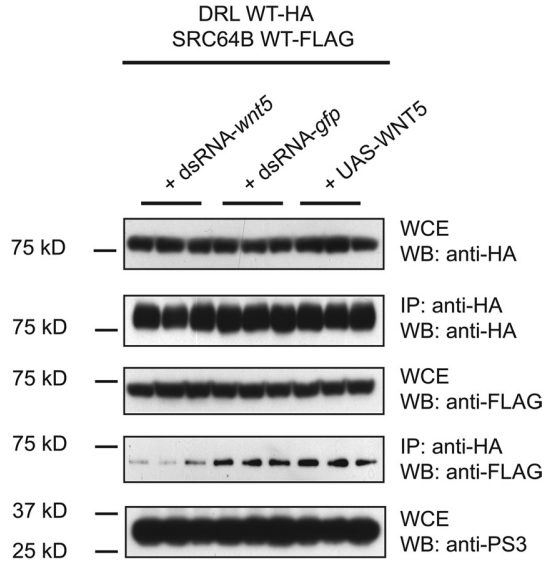 DRL WT-HA
SRC64B WT-FLAG
+ dsRNA-wnt5
+ dsRNA-gfp
+ UAS-WNT5
75 kD
WCE
WB: anti-HA
75 kD
IP: anti-HA
WB: anti-HA
75 kD
WCE
WB: anti-FLAG
75 kD
IP: anti-HA
WB: anti-FLAG
37 kD
25 kD
WCE
WB: anti-PS3